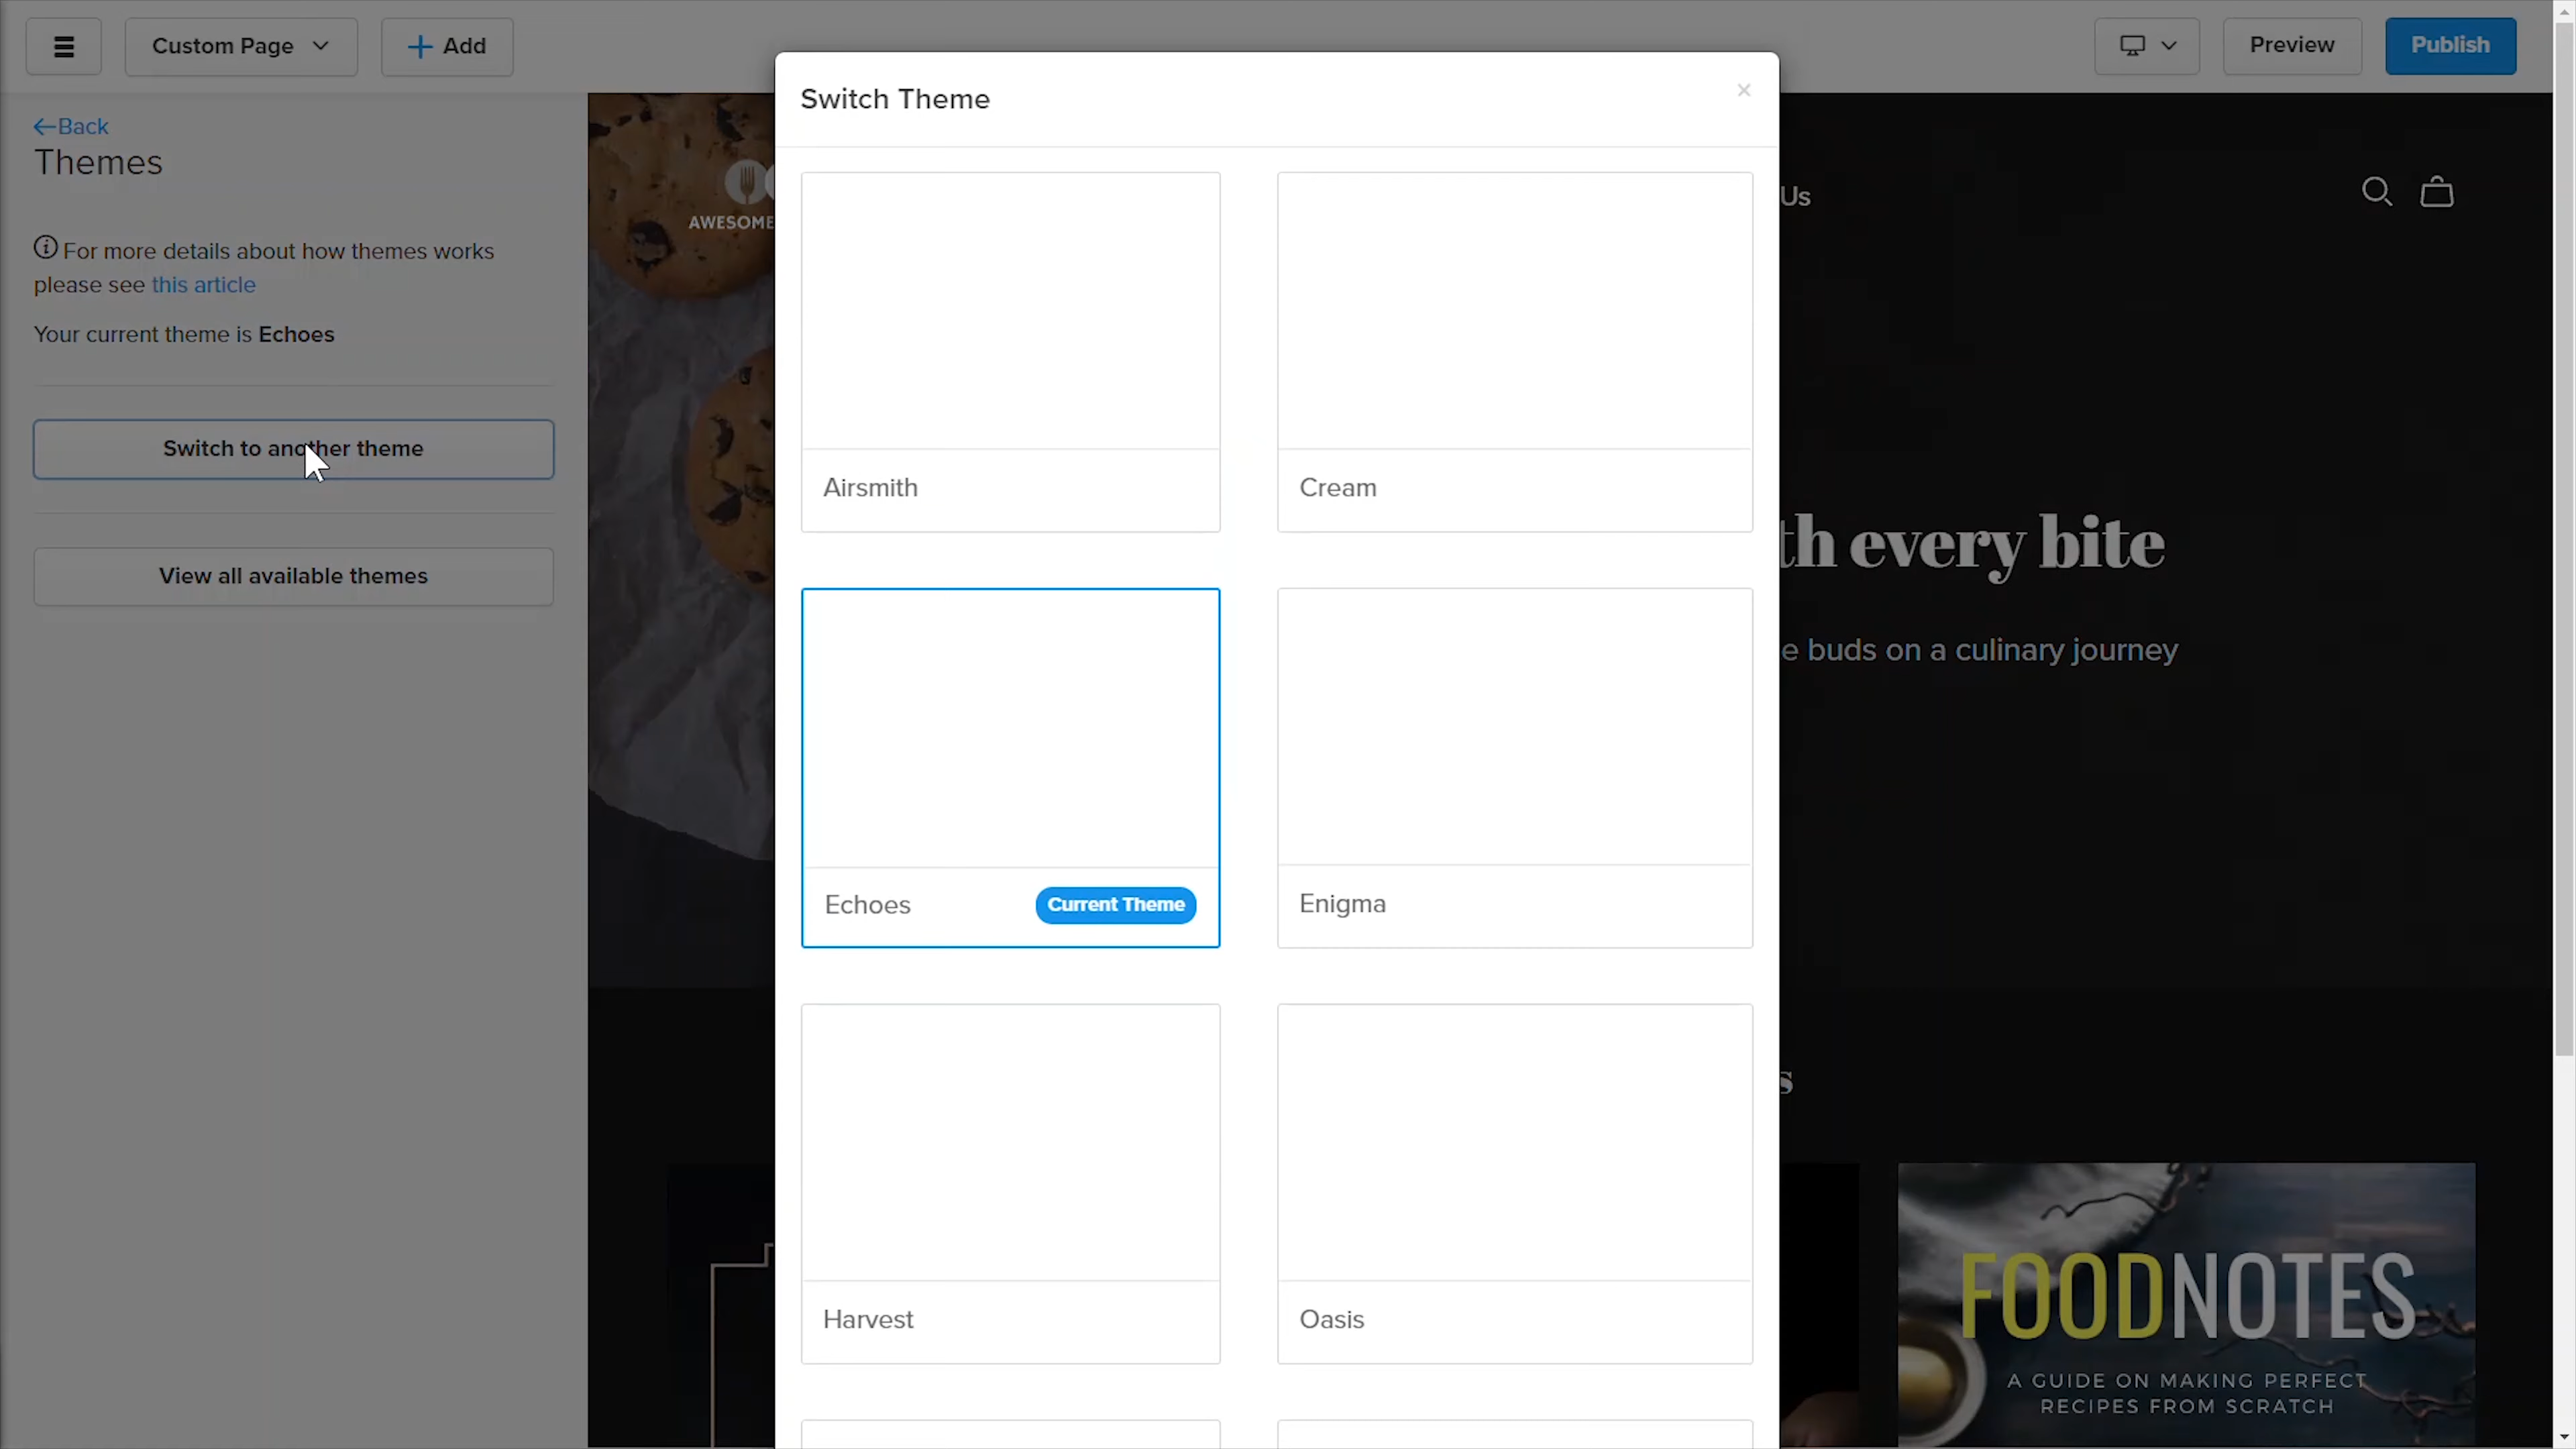 Custom Page
Add
Preview
Publish
Back
Themes
For more details about how themes works
please see this article
Your current theme is Echoes
Switch to another theme
View all available themes
Switch Theme
Airsmith
Cream
Echoes
Current Theme
Enigma
Harvest
Oasis
AWESOME
Us
th every bite
e buds on a culinary journey
s
FOODNOTES
A GUIDE ON MAKING PERFECT
RECIPES FROM SCRATCH